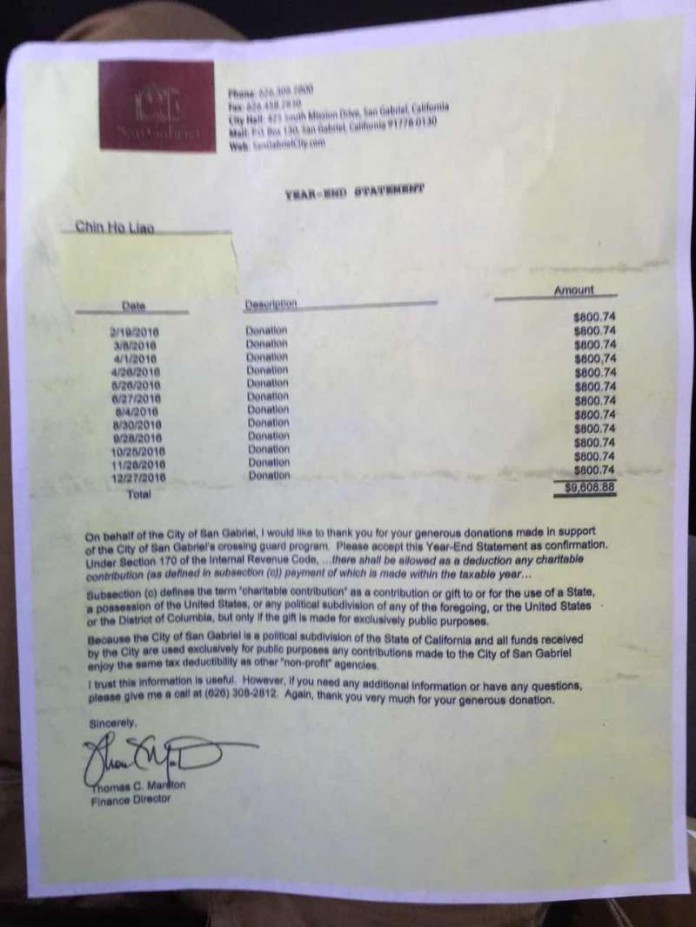 San Gabriel
Phone: 626.308.2800
Fax: 626.458.2830
City Hall: 425 South Mission Drive, San Gabriel, California
Mail: P.O. Box 130, San Gabriel, California 91778-0130
Web: SanGabrielCity.com
YEAR-END STATEMENT
Chin Ho Liao
Date Description Amount
2/19/2016 Donation $800.74
3/8/2016 Donation $800.74
4/1/2016 Donation $800.74
4/26/2016 Donation $800.74
5/26/2016 Donation $800.74
6/27/2016 Donation $800.74
8/4/2016 Donation $800.74
8/30/2016 Donation $800.74
9/28/2016 Donation $800.74
10/25/2016 Donation $800.74
11/28/2016 Donation $800.74
12/27/2016 Donation $800.74
Total $9,608.88
On behalf of the City of San Gabriel, I would like to thank you for your generous donations made in support
of the City of San Gabriel's crossing guard program. Please accept this Year-End Statement as confirmation.
Under Section 170 of the Internal Revenue Code, ...there shall be allowed as a deduction any charitable
contribution (as defined in subsection (c)) payment of which is made within the taxable year...
Subsection (c) defines the term "charitable contribution" as a contribution or gift to or for the use of a State,
a possession of the United States, or any political subdivision of any of the foregoing, or the United States
or the District of Columbia, but only if the gift is made for exclusively public purposes.
Because the City of San Gabriel is a political subdivision of the State of California and all funds received
by the City are used exclusively for public purposes any contributions made to the City of San Gabriel
enjoy the same tax deductibility as other "non-profit" agencies.
I trust this information is useful. However, if you need any additional information or have any questions,
please give me a call at (626) 308-2812. Again, thank you very much for your generous donation.
Sincerely,
Thomas C. Marston
Finance Director